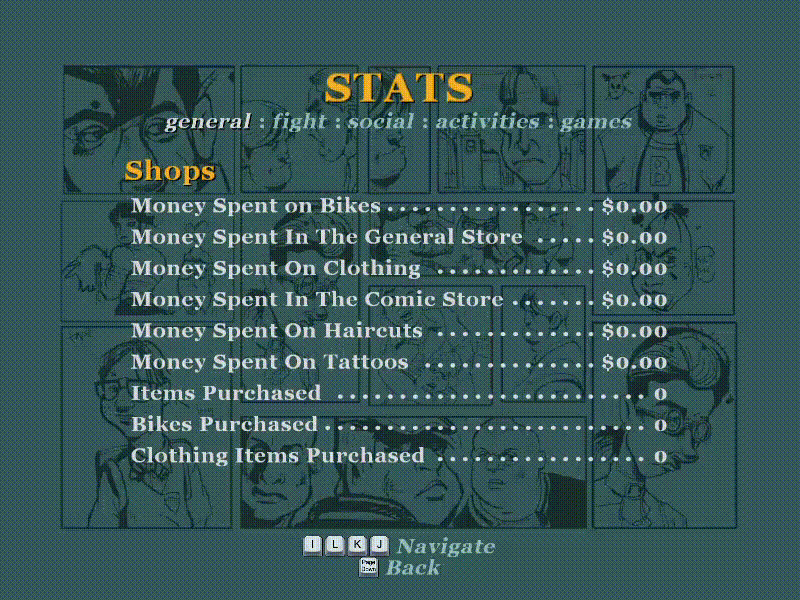 STATS
general : fight : social : activities : games
Shops
Money Spent on Bikes ................. $0.00
Money Spent In The General Store ..... $0.00
Money Spent On Clothing ............. $0.00
Money Spent In The Comic Store ....... $0.00
Money Spent On Haircuts ............. $0.00
Money Spent On Tattoos .............. $0.00
Items Purchased ......................... 0
Bikes Purchased .......................... 0
Clothing Items Purchased ................. 0
I L K J Navigate
Page Down Back